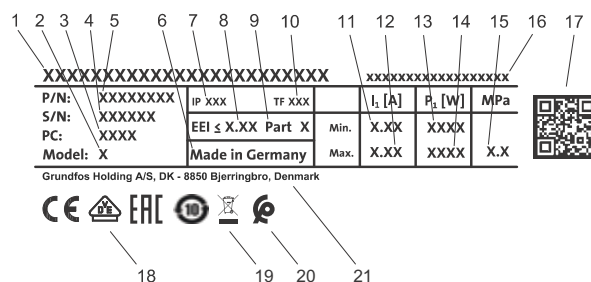 1 2 3 4 5 6 7 8 9 10 11 12 13 14 15 16 17
XXXXXXXXXXXXXXXXXXXXXXXX xxxxxxxxxxxxxxxxxx
P/N: XXXXXXXX IP XXX TF XXX I₁ [A] P₁ [W] MPa
S/N: XXXXXX EEI ≤ X.XX Part X Min. X.XX XXXX
PC: XXXX
Model: X Made in Germany Max. X.XX XXXX X.X
Grundfos Holding A/S, DK - 8850 Bjerringbro, Denmark
CE VDE EAC 10
18 19 20 21